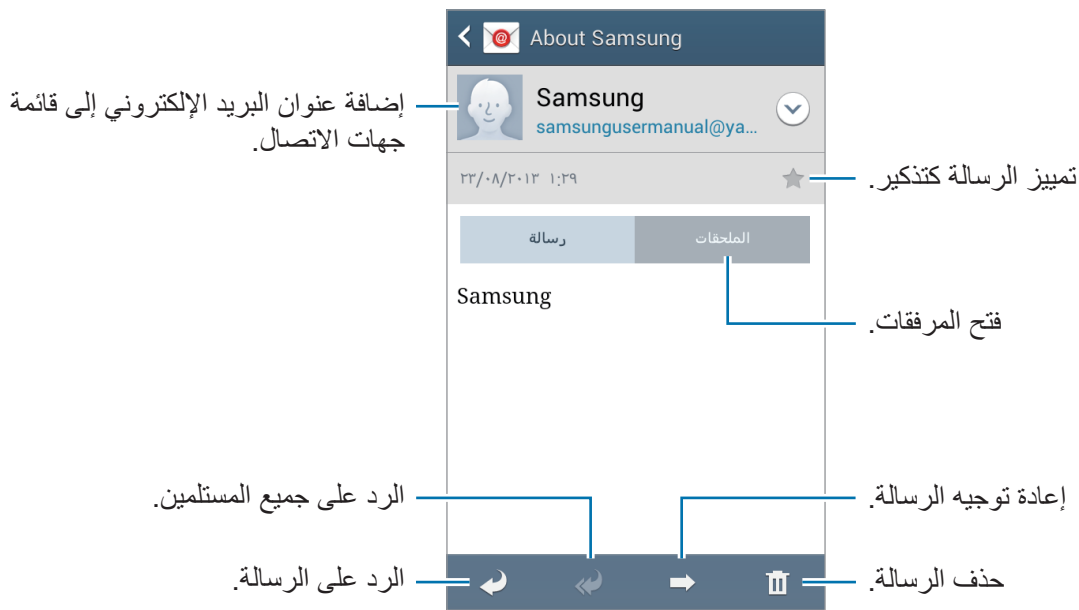 About Samsung
Samsung
samsungusermanual@ya...
إضافة عنوان البريد الإلكتروني إلى قائمة
جهات الاتصال.
٢٣/٠٨/٢٠١٣ ١:٢٩
تمييز الرسالة كتذكير.
الملحقات
رسالة
Samsung
فتح المرفقات.
إعادة توجيه الرسالة.
الرد على جميع المستلمين.
حذف الرسالة.
الرد على الرسالة.